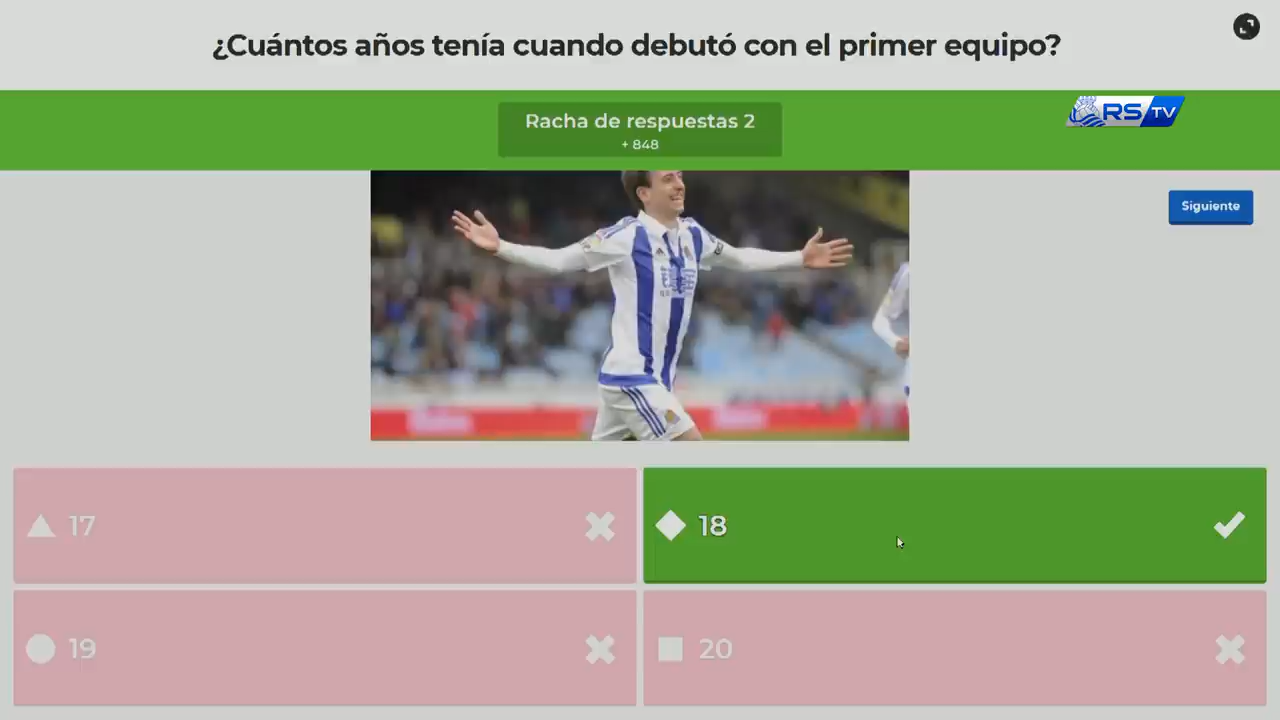 ¿Cuántos años tenía cuando debutó con el primer equipo?
Racha de respuestas 2
+ 848
RS TV
Siguiente
17
18
19
20